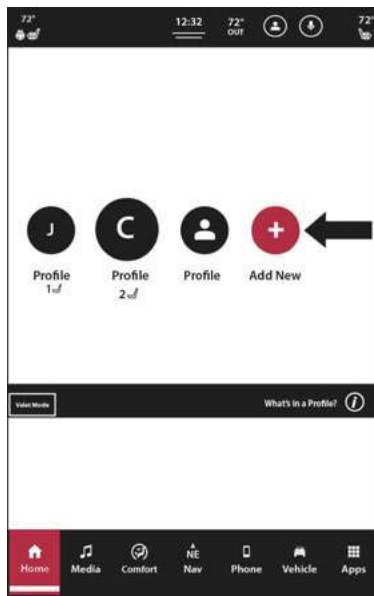 72°
12:32
72°
OUT
72°
J
C
Profile
1
Profile
2
Profile
Add New
Valet Mode
What's in a Profile?
Home
Media
Comfort
NE
Nav
Phone
Vehicle
Apps